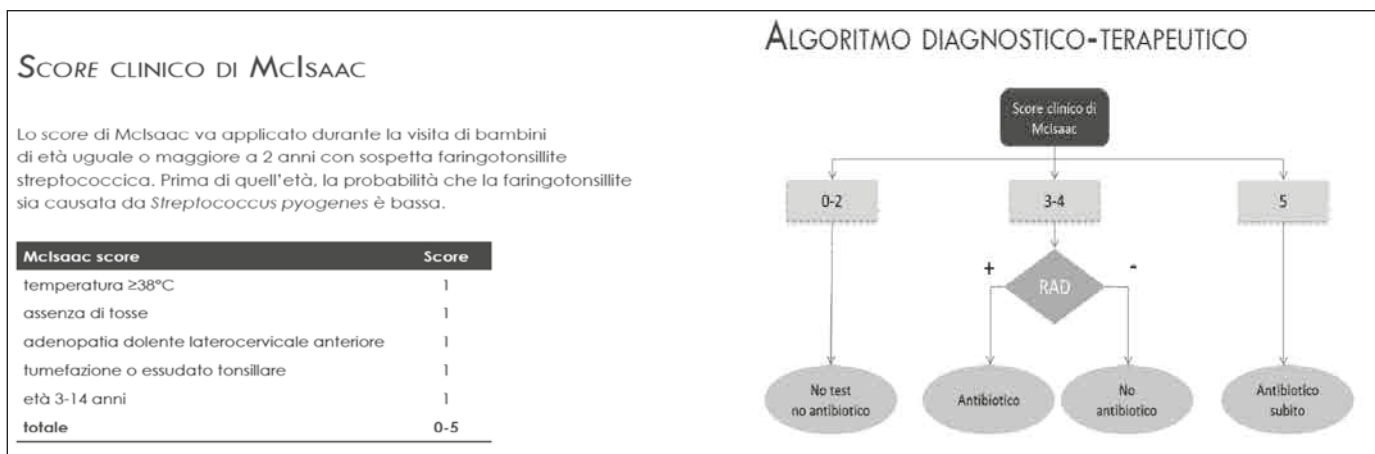 SCORE CLINICO DI MCISAAC
Lo score di McIsaac va applicato durante la visita di bambini
di età uguale o maggiore a 2 anni con sospetta faringotonsillite
streptococcica. Prima di quell'età, la probabilità che la faringotonsillite
sia causata da Streptococcus pyogenes è bassa.
McIsaac score Score
temperatura ≥38°C 1
assenza di tosse 1
adenopatia dolente laterocervicale anteriore 1
tumefazione o essudato tonsillare 1
età 3-14 anni 1
totale 0-5
ALGORITMO DIAGNOSTICO-TERAPEUTICO
Score clinico di
McIsaac
0-2 3-4 5
+ -
RAD
No test
no antibiotico
Antibiotico
No
antibiotico
Antibiotico
subito